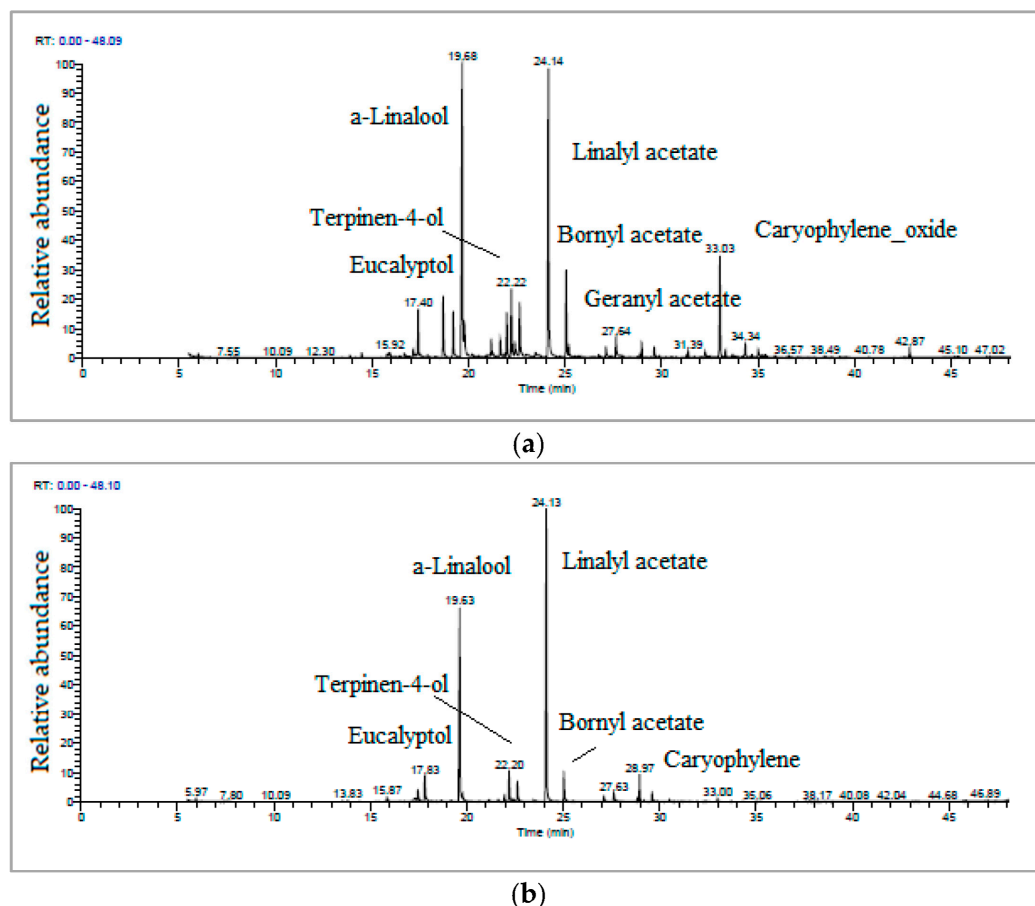 RT: 0.00 - 48.09
Relative abundance
100
90
80
70
60
50
40
30
20
10
0
19.68
24.14
a-Linalool
Linalyl acetate
Terpinen-4-ol
Bornyl acetate
Caryophylene_oxide
33.03
Eucalyptol
22.22
Geranyl acetate
17.40
27.64
15.92
31.39
34.34
42.87
7.55
10.09
12.30
36.57
38.49
40.78
45.10
47.02
0 5 10 15 20 25 30 35 40 45
Time (min)
(a)
RT: 0.00 - 48.10
Relative abundance
100
90
80
70
60
50
40
30
20
10
0
24.13
a-Linalool
Linalyl acetate
19.63
Terpinen-4-ol
Bornyl acetate
Eucalyptol
Caryophylene
22.20
28.97
17.83
5.97
7.80
10.09
13.83
15.87
27.63
33.00
35.06
38.17
40.08
42.04
44.68
46.89
0 5 10 15 20 25 30 35 40 45
Time (min)
(b)